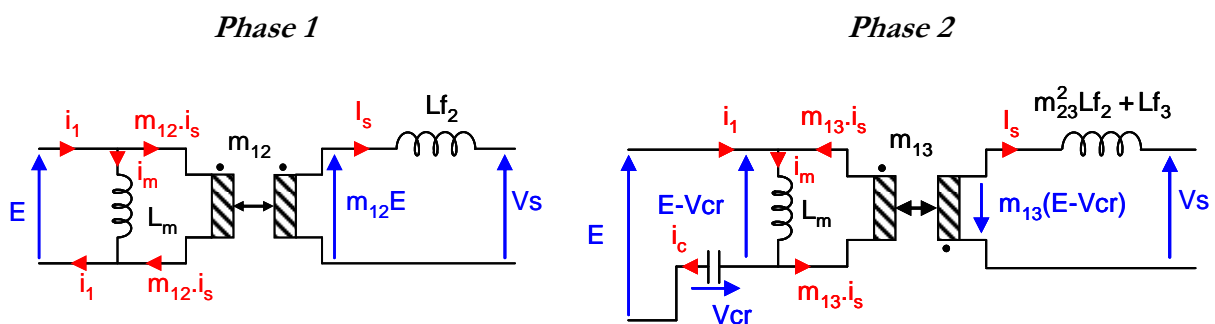 Phase 1
Phase 2
i1
m12.is
m12
Is
Lf2
im
E
Lm
m12E
Vs
i1
m12.is
i1
m13.is
m13
Is
m²23Lf2 + Lf3
im
E-Vcr
Lm
m13(E-Vcr)
Vs
E
ic
m13.is
Vcr